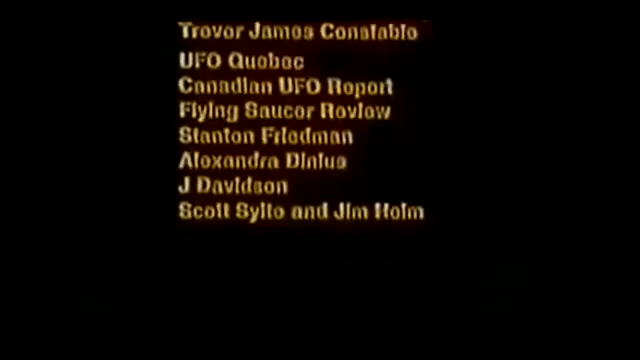 Trevor James Constable
UFO Quebec
Canadian UFO Report
Flying Saucer Review
Stanton Friedman
Alexandra Dinius
J Davidson
Scott and Jim Holm